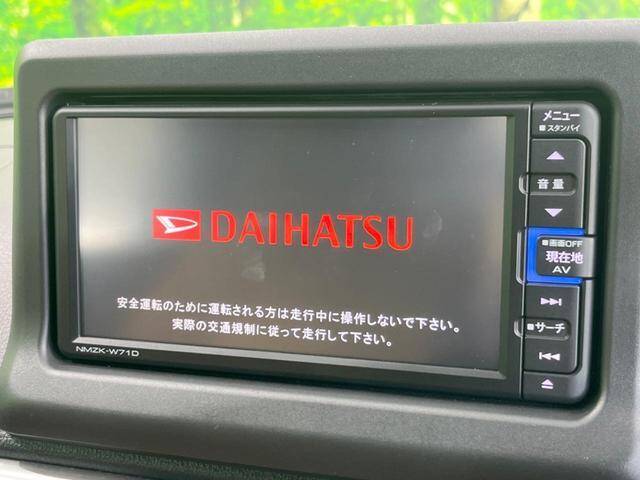 DAIHATSU
安全運転のために運転される方は走行中に操作しないで下さい。
実際の交通規制に従って走行して下さい。
NMZK-W71D
メニュー
スタンバイ
音量
画面OFF
現在地
AV
サーチ